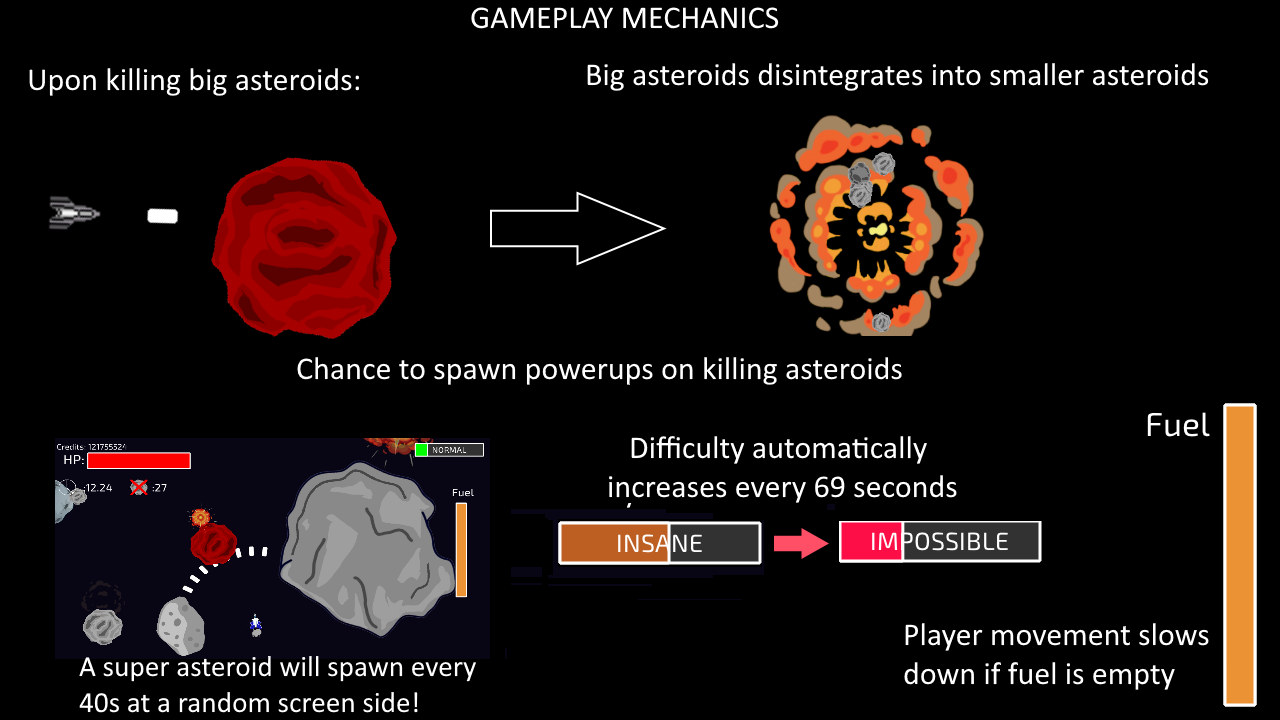 GAMEPLAY MECHANICS
Upon killing big asteroids:
Big asteroids disintegrates into smaller asteroids
Chance to spawn powerups on killing asteroids
Credits: 121755524
HP:
:12.24
:27
NORMAL
Fuel
A super asteroid will spawn every
40s at a random screen side!
Difficulty automatically
increases every 69 seconds
INSANE
IMPOSSIBLE
Fuel
Player movement slows
down if fuel is empty